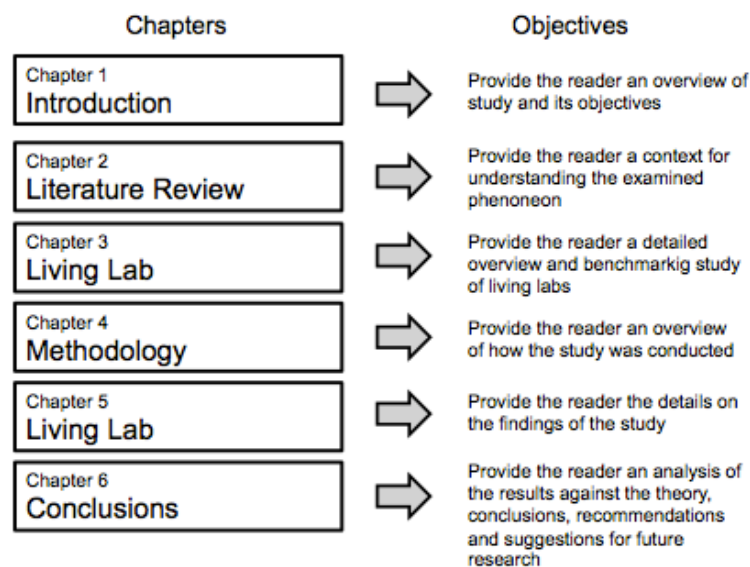 Chapters
Objectives
Chapter 1
Introduction
Provide the reader an overview of
study and its objectives
Chapter 2
Literature Review
Provide the reader a context for
understanding the examined
phenoneon
Chapter 3
Living Lab
Provide the reader a detailed
overview and benchmarkig study
of living labs
Chapter 4
Methodology
Provide the reader an overview
of how the study was conducted
Chapter 5
Living Lab
Provide the reader the details on
the findings of the study
Chapter 6
Conclusions
Provide the reader an analysis of
the results against the theory,
conclusions, recommendations
and suggestions for future
research